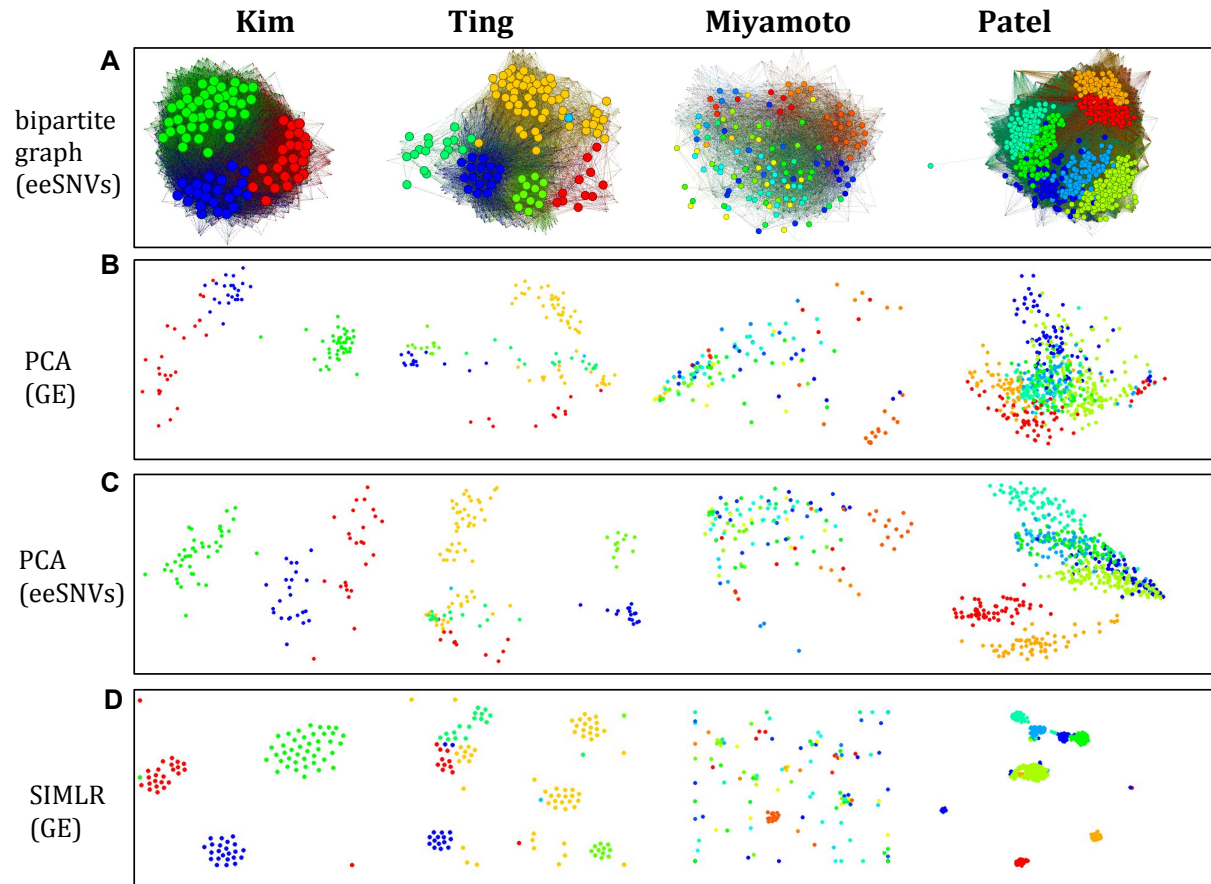 Kim Ting Miyamoto Patel
A
bipartite
graph
(eeSNVs)
B
PCA
(GE)
C
PCA
(eeSNVs)
D
SIMLR
(GE)